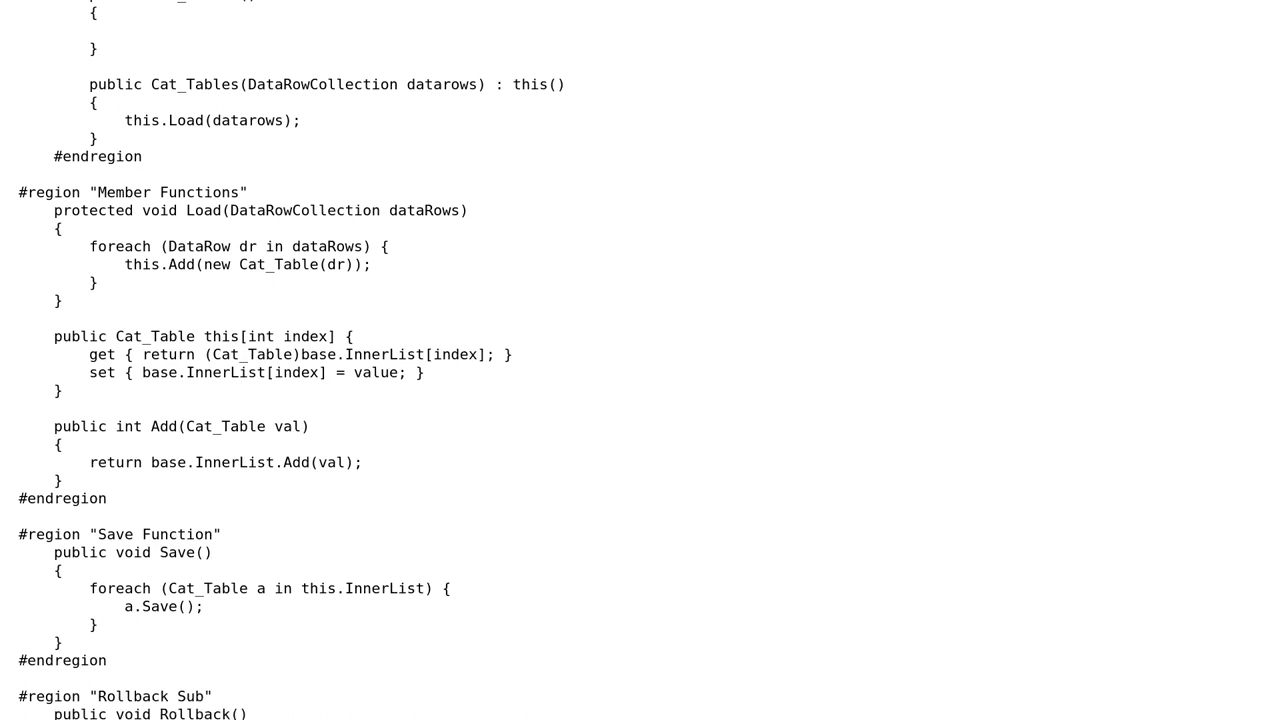 {

}

public Cat_Tables(DataRowCollection datarows) : this()
{
this.Load(datarows);
}
#endregion

#region "Member Functions"
protected void Load(DataRowCollection dataRows)
{
foreach (DataRow dr in dataRows) {
this.Add(new Cat_Table(dr));
}
}

public Cat_Table this[int index] {
get { return (Cat_Table)base.InnerList[index]; }
set { base.InnerList[index] = value; }
}

public int Add(Cat_Table val)
{
return base.InnerList.Add(val);
}
#endregion

#region "Save Function"
public void Save()
{
foreach (Cat_Table a in this.InnerList) {
a.Save();
}
}
#endregion

#region "Rollback Sub"
public void Rollback()